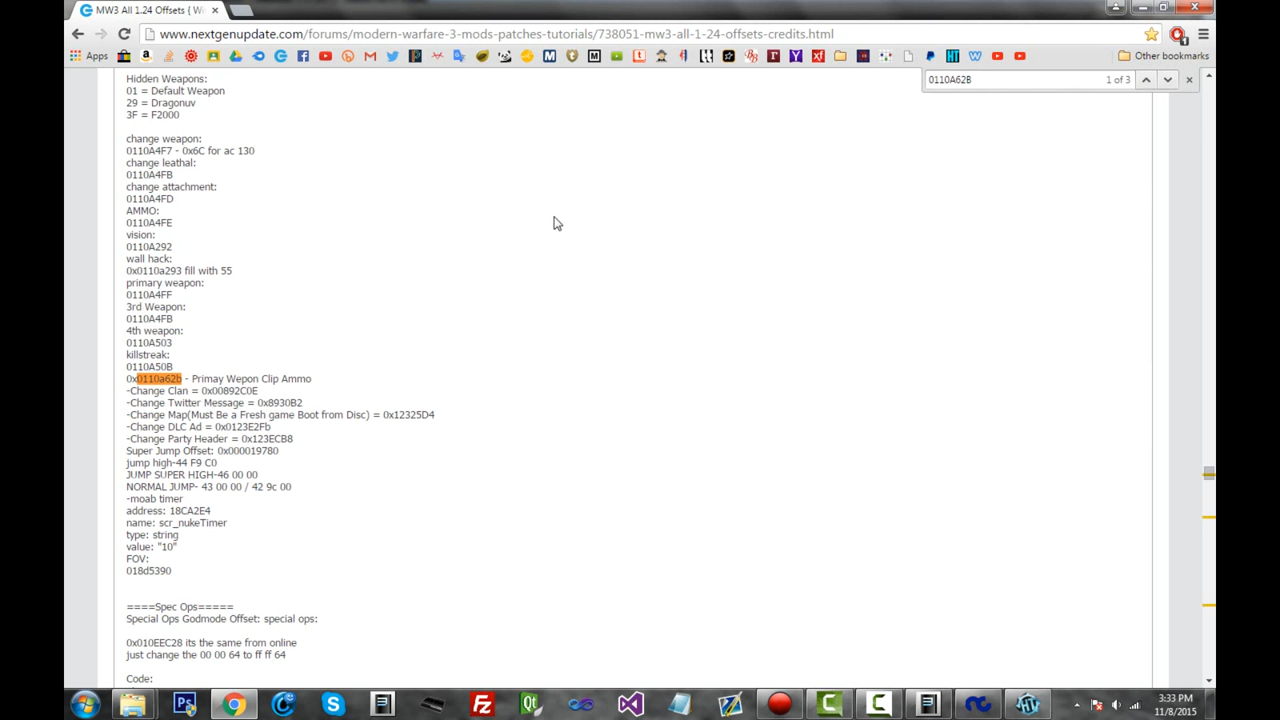 MW3 All 1.24 Offsets { W
www.nextgenupdate.com/forums/modern-warfare-3-mods-patches-tutorials/738051-mw3-all-1-24-offsets-credits.html
Apps
Other bookmarks
0110A62B 1 of 3
Hidden Weapons:
01 = Default Weapon
29 = Dragonuv
3F = F2000
change weapon:
0110A4F7 - 0x6C for ac 130
change leathal:
0110A4FB
change attachment:
0110A4FD
AMMO:
0110A4FE
vision:
0110A292
wall hack:
0x0110a293 fill with 55
primary weapon:
0110A4FF
3rd Weapon:
0110A4FB
4th weapon:
0110A503
killstreak:
0110A50B
0x0110a62b - Primay Wepon Clip Ammo
-Change Clan = 0x00892C0E
-Change Twitter Message = 0x8930B2
-Change Map(Must Be a Fresh game Boot from Disc) = 0x12325D4
-Change DLC Ad = 0x0123E2Fb
-Change Party Header = 0x123ECB8
Super Jump Offset: 0x000019780
jump high-44 F9 C0
JUMP SUPER HIGH-46 00 00
NORMAL JUMP- 43 00 00 / 42 9c 00
-moab timer
address: 18CA2E4
name: scr_nukeTimer
type: string
value: "10"
FOV:
018d5390
====Spec Ops=====
Special Ops Godmode Offset: special ops:
0x010EEC28 its the same from online
just change the 00 00 64 to ff ff 64
Code:
3:33 PM
11/8/2015